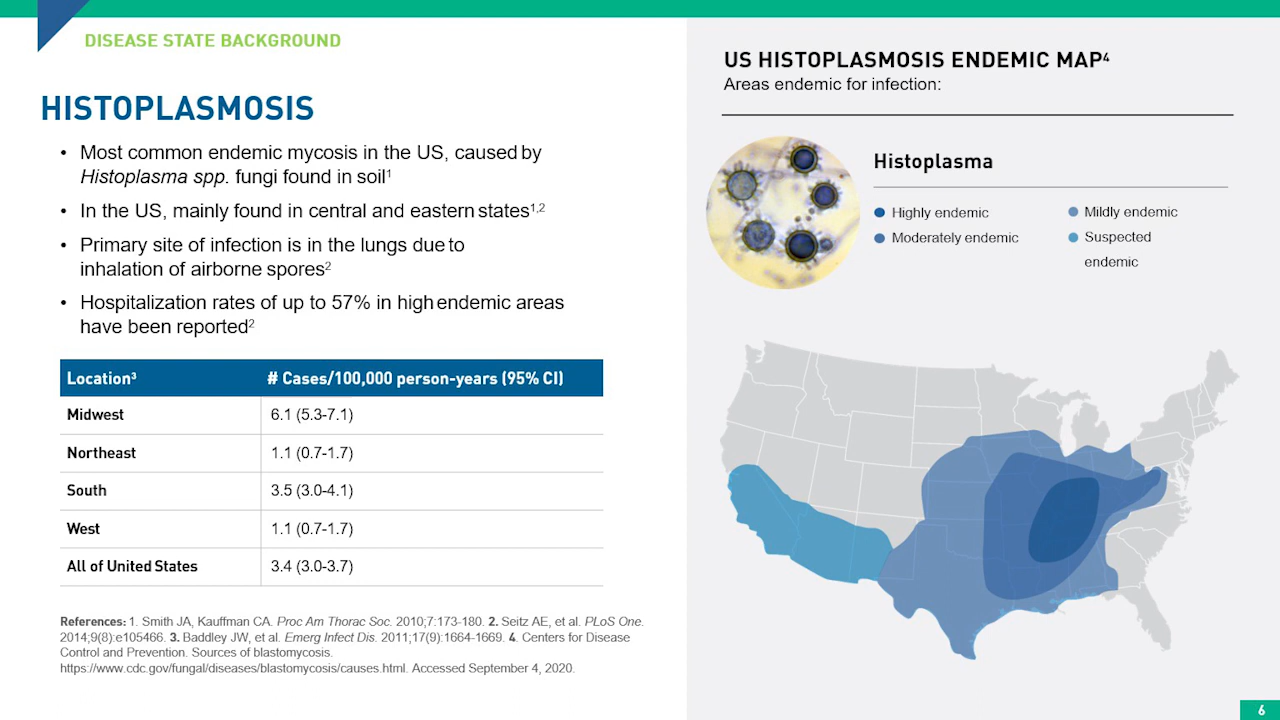 DISEASE STATE BACKGROUND
HISTOPLASMOSIS
• Most common endemic mycosis in the US, caused by
Histoplasma spp. fungi found in soil¹
• In the US, mainly found in central and eastern states¹,²
• Primary site of infection is in the lungs due to
inhalation of airborne spores²
• Hospitalization rates of up to 57% in high endemic areas
have been reported²
Location³ # Cases/100,000 person-years (95% CI)
Midwest 6.1 (5.3-7.1)
Northeast 1.1 (0.7-1.7)
South 3.5 (3.0-4.1)
West 1.1 (0.7-1.7)
All of United States 3.4 (3.0-3.7)
References: 1. Smith JA, Kauffman CA. Proc Am Thorac Soc. 2010;7:173-180. 2. Seitz AE, et al. PLoS One.
2014;9(8):e105466. 3. Baddley JW, et al. Emerg Infect Dis. 2011;17(9):1664-1669. 4. Centers for Disease
Control and Prevention. Sources of blastomycosis.
https://www.cdc.gov/fungal/diseases/blastomycosis/causes.html. Accessed September 4, 2020.
US HISTOPLASMOSIS ENDEMIC MAP⁴
Areas endemic for infection:
Histoplasma
Highly endemic
Moderately endemic
Mildly endemic
Suspected
endemic
6